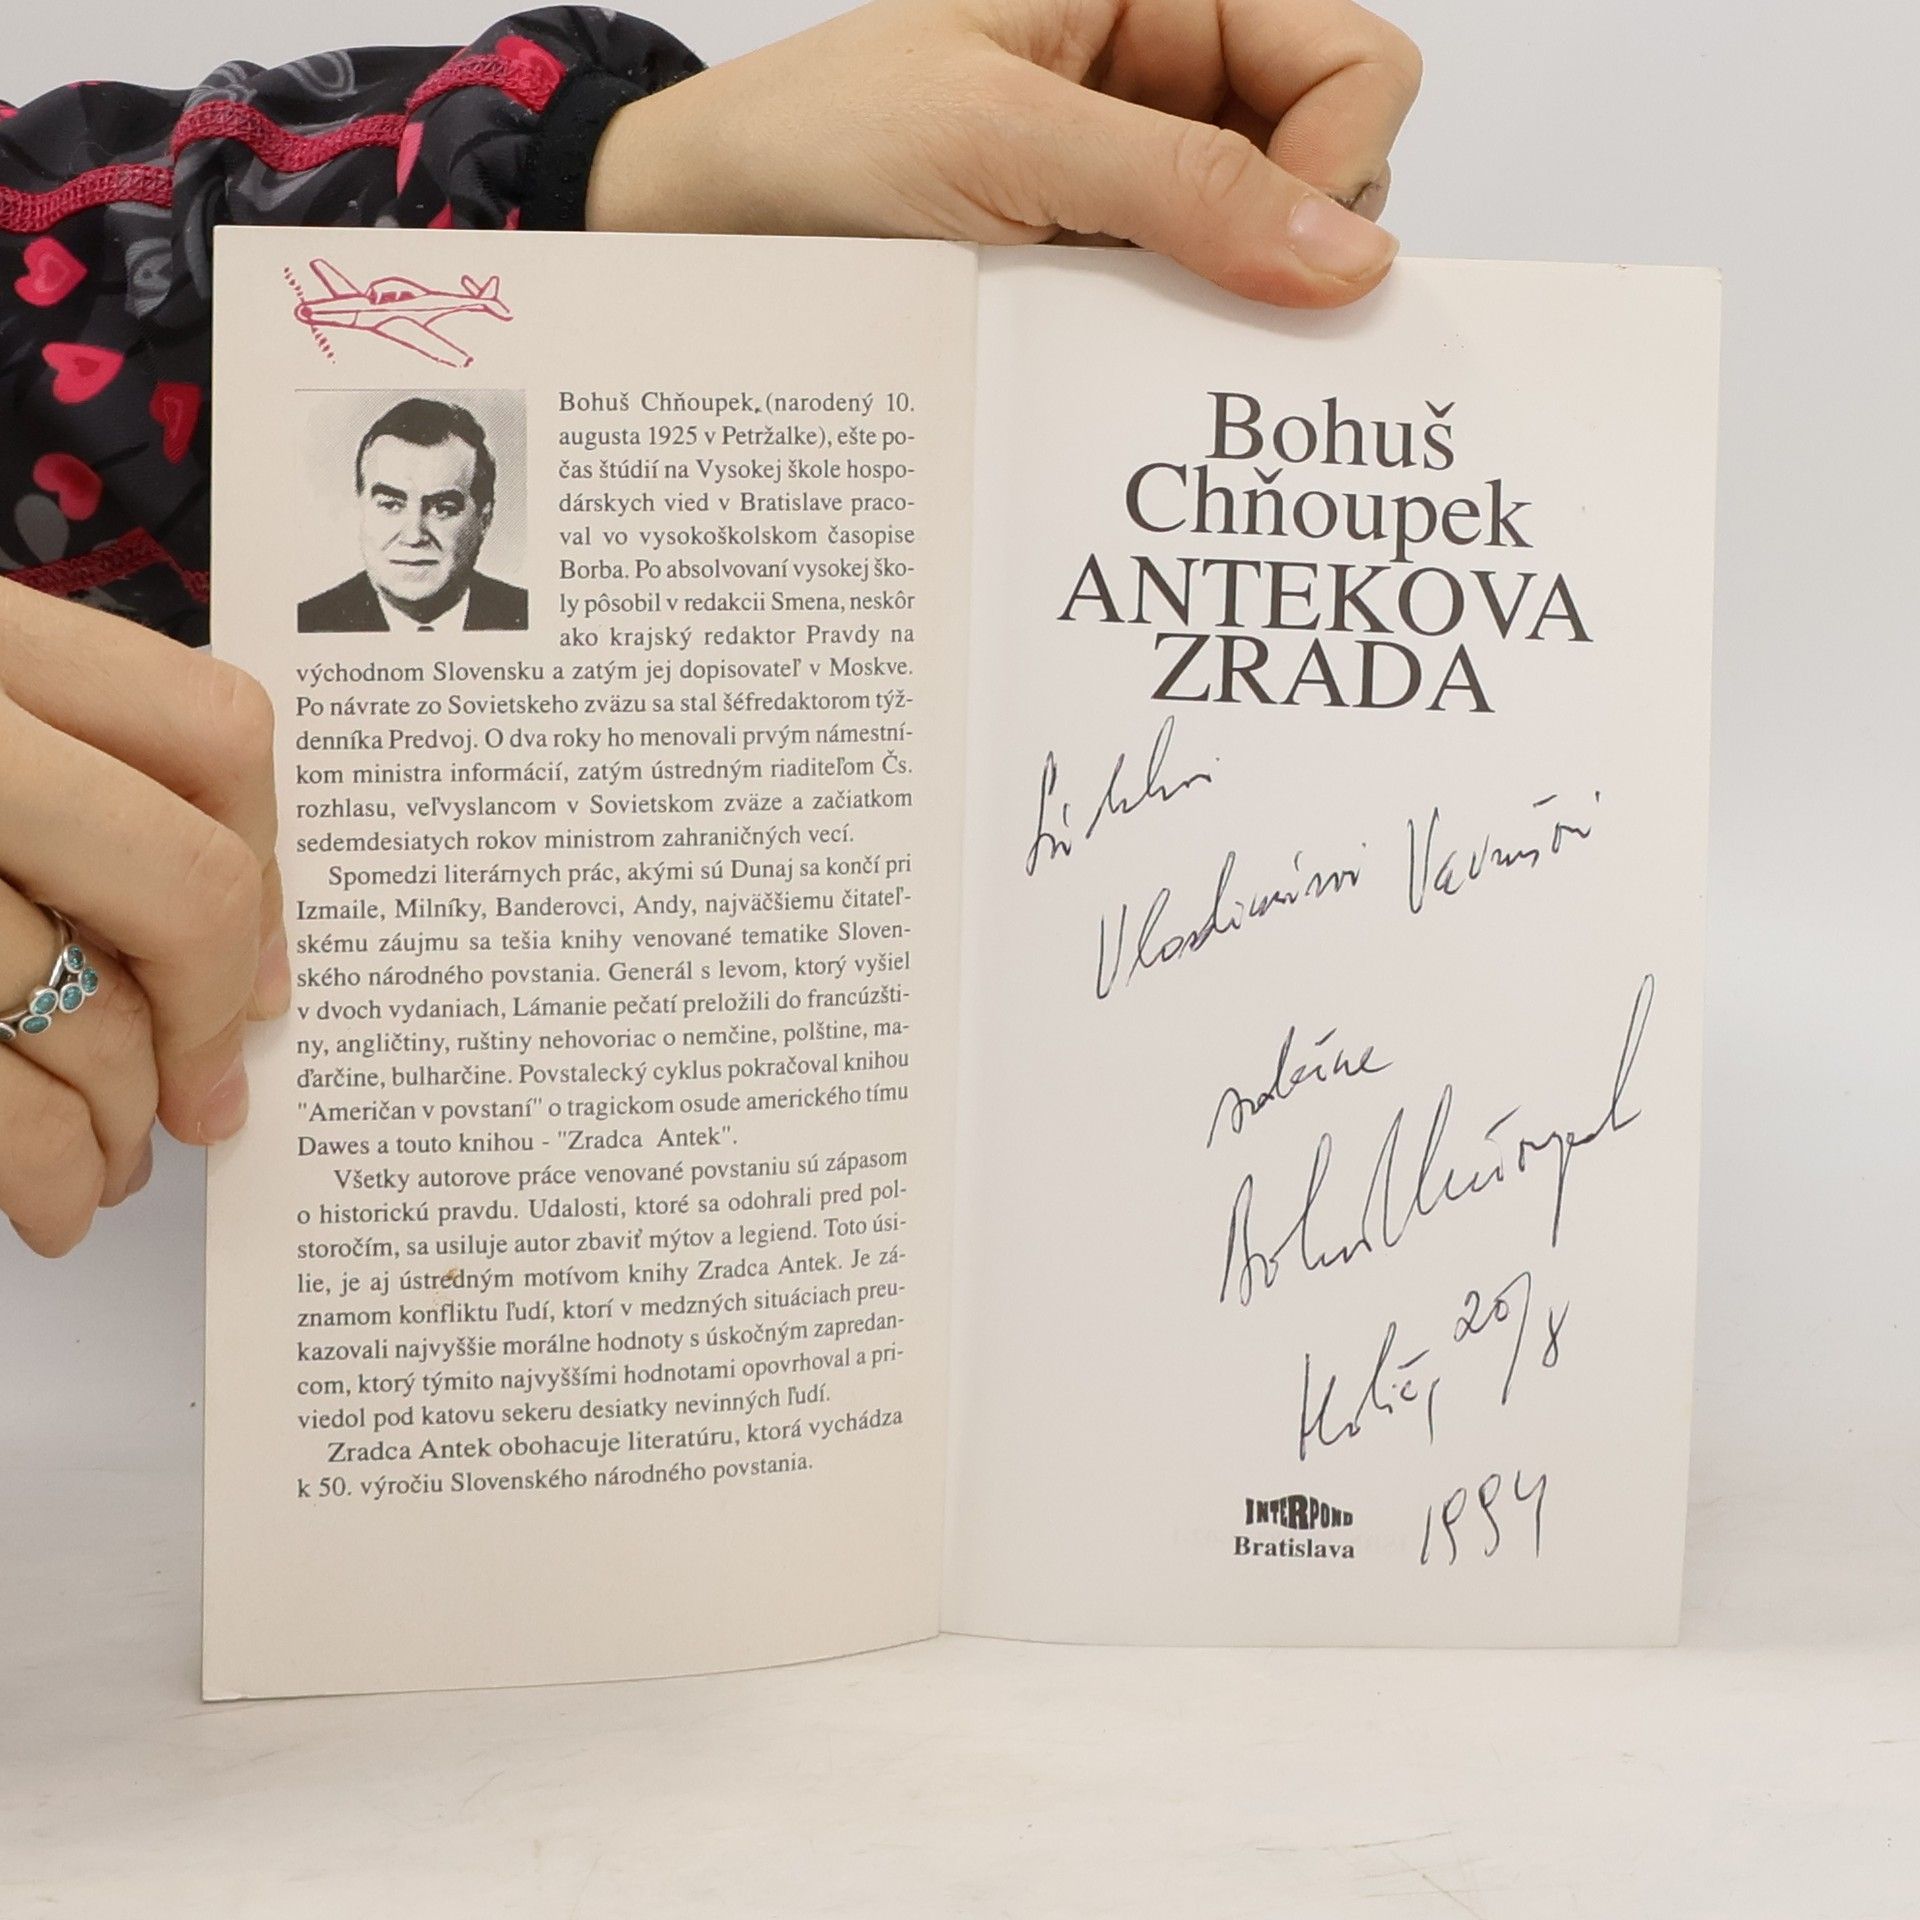 Bohuš Chňoupek, (narodený 10.
augusta 1925 v Petržalke), ešte po-
čas štúdií na Vysokej škole hospo-
dárskych vied v Bratislave praco-
val vo vysokoškolskom časopise
Borba. Po absolvovaní vysokej ško-
ly pôsobil v redakcii Smena, neskôr
ako krajský redaktor Pravdy na
východnom Slovensku a zatým jej dopisovateľ v Moskve.
Po návrate zo Sovietskeho zväzu sa stal šéfredaktorom týž-
denníka Predvoj. O dva roky ho menovali prvým námestní-
kom ministra informácií, zatým ústredným riaditeľom Čs.
rozhlasu, veľvyslancom v Sovietskom zväze a začiatkom
sedemdesiatych rokov ministrom zahraničných vecí.
Spomedzi literárnych prác, akými sú Dunaj sa končí pri
Izmaile, Milníky, Banderovci, Andy, najväčšiemu čitateľ-
skému záujmu sa tešia knihy venované tematike Sloven-
ského národného povstania. Generál s levom, ktorý vyšiel
v dvoch vydaniach, Lámanie pečatí preložili do francúzšti-
ny, angličtiny, ruštiny nehovoriac o nemčine, polštine, ma-
ďarčine, bulharčine. Povstalecký cyklus pokračoval knihou
"Američan v povstaní" o tragickom osude amerického tímu
Dawes a touto knihou - "Zradca Antek".
Všetky autorove práce venované povstaniu sú zápasom
o historickú pravdu. Udalosti, ktoré sa odohrali pred pol-
storočím, sa usiluje autor zbaviť mýtov a legiend. Toto úsi-
lie, je aj ústredným motívom knihy Zradca Antek. Je zá-
znamom konfliktu ľudí, ktorí v medzných situáciach preu-
kazovali najvyššie morálne hodnoty s úskočným zapredan-
com, ktorý týmito najvyššími hodnotami opovrhoval a pri-
viedol pod katovu sekeru desiatky nevinných ľudí.
Zradca Antek obohacuje literatúru, ktorá vychádza
k 50. výročiu Slovenského národného povstania.
Bohuš
Chňoupek
ANTEKOVA
ZRADA
Vladimírovi
srdečne
Bohuš Chňoupek
20/8
1994
INTERPOND
Bratislava